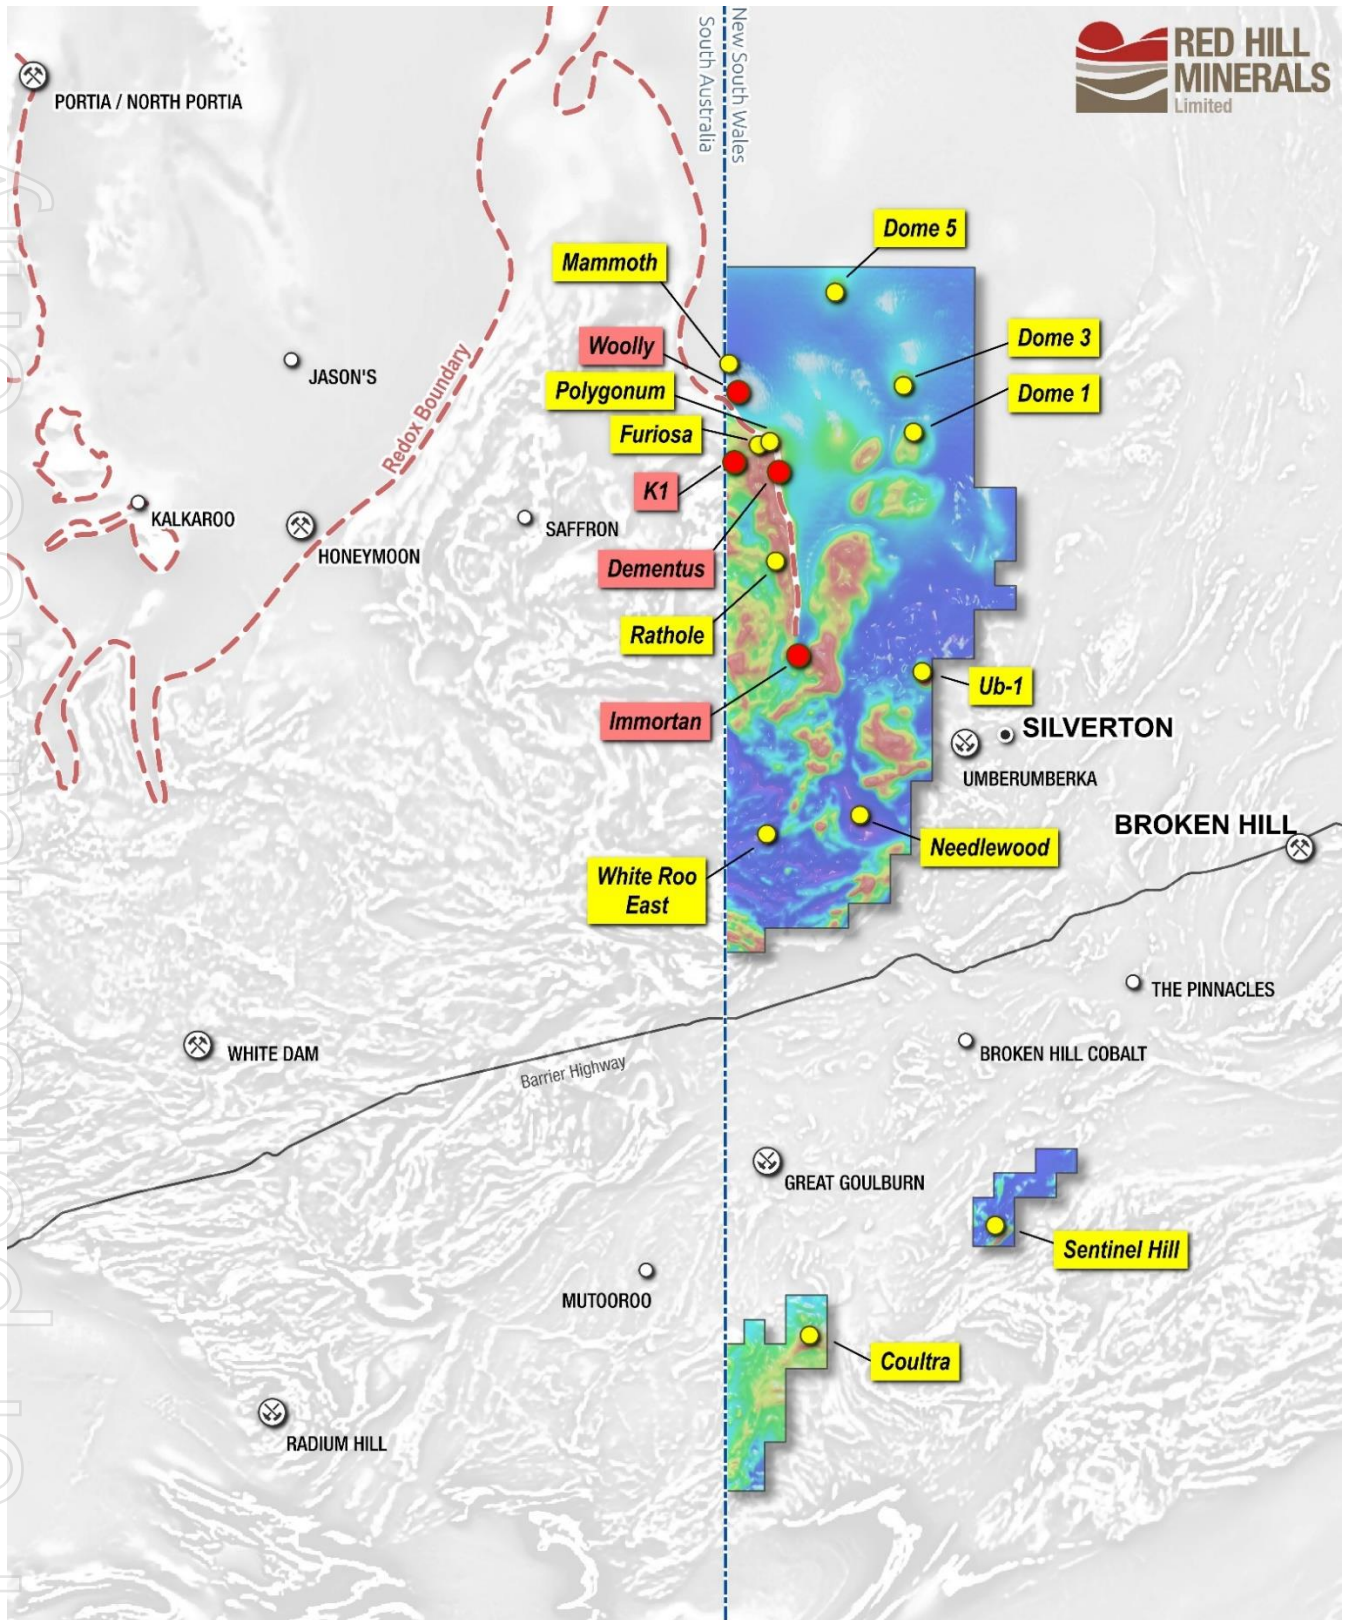 RED HILL
MINERALS
Limited
New South Wales
South Australia
PORTIA / NORTH PORTIA
Dome 5
Mammoth
Woolly
Dome 3
JASON'S
Polygonum
Dome 1
Redox Boundary
Furiosa
K1
KALKAROO
SAFFRON
HONEYMOON
Dementus
Rathole
Ub-1
Immortan
SILVERTON
UMBERUMBERKA
BROKEN HILL
Needlewood
White Roo
East
THE PINNACLES
WHITE DAM
BROKEN HILL COBALT
Barrier Highway
GREAT GOULBURN
Sentinel Hill
MUTOOROO
Coultra
RADIUM HILL